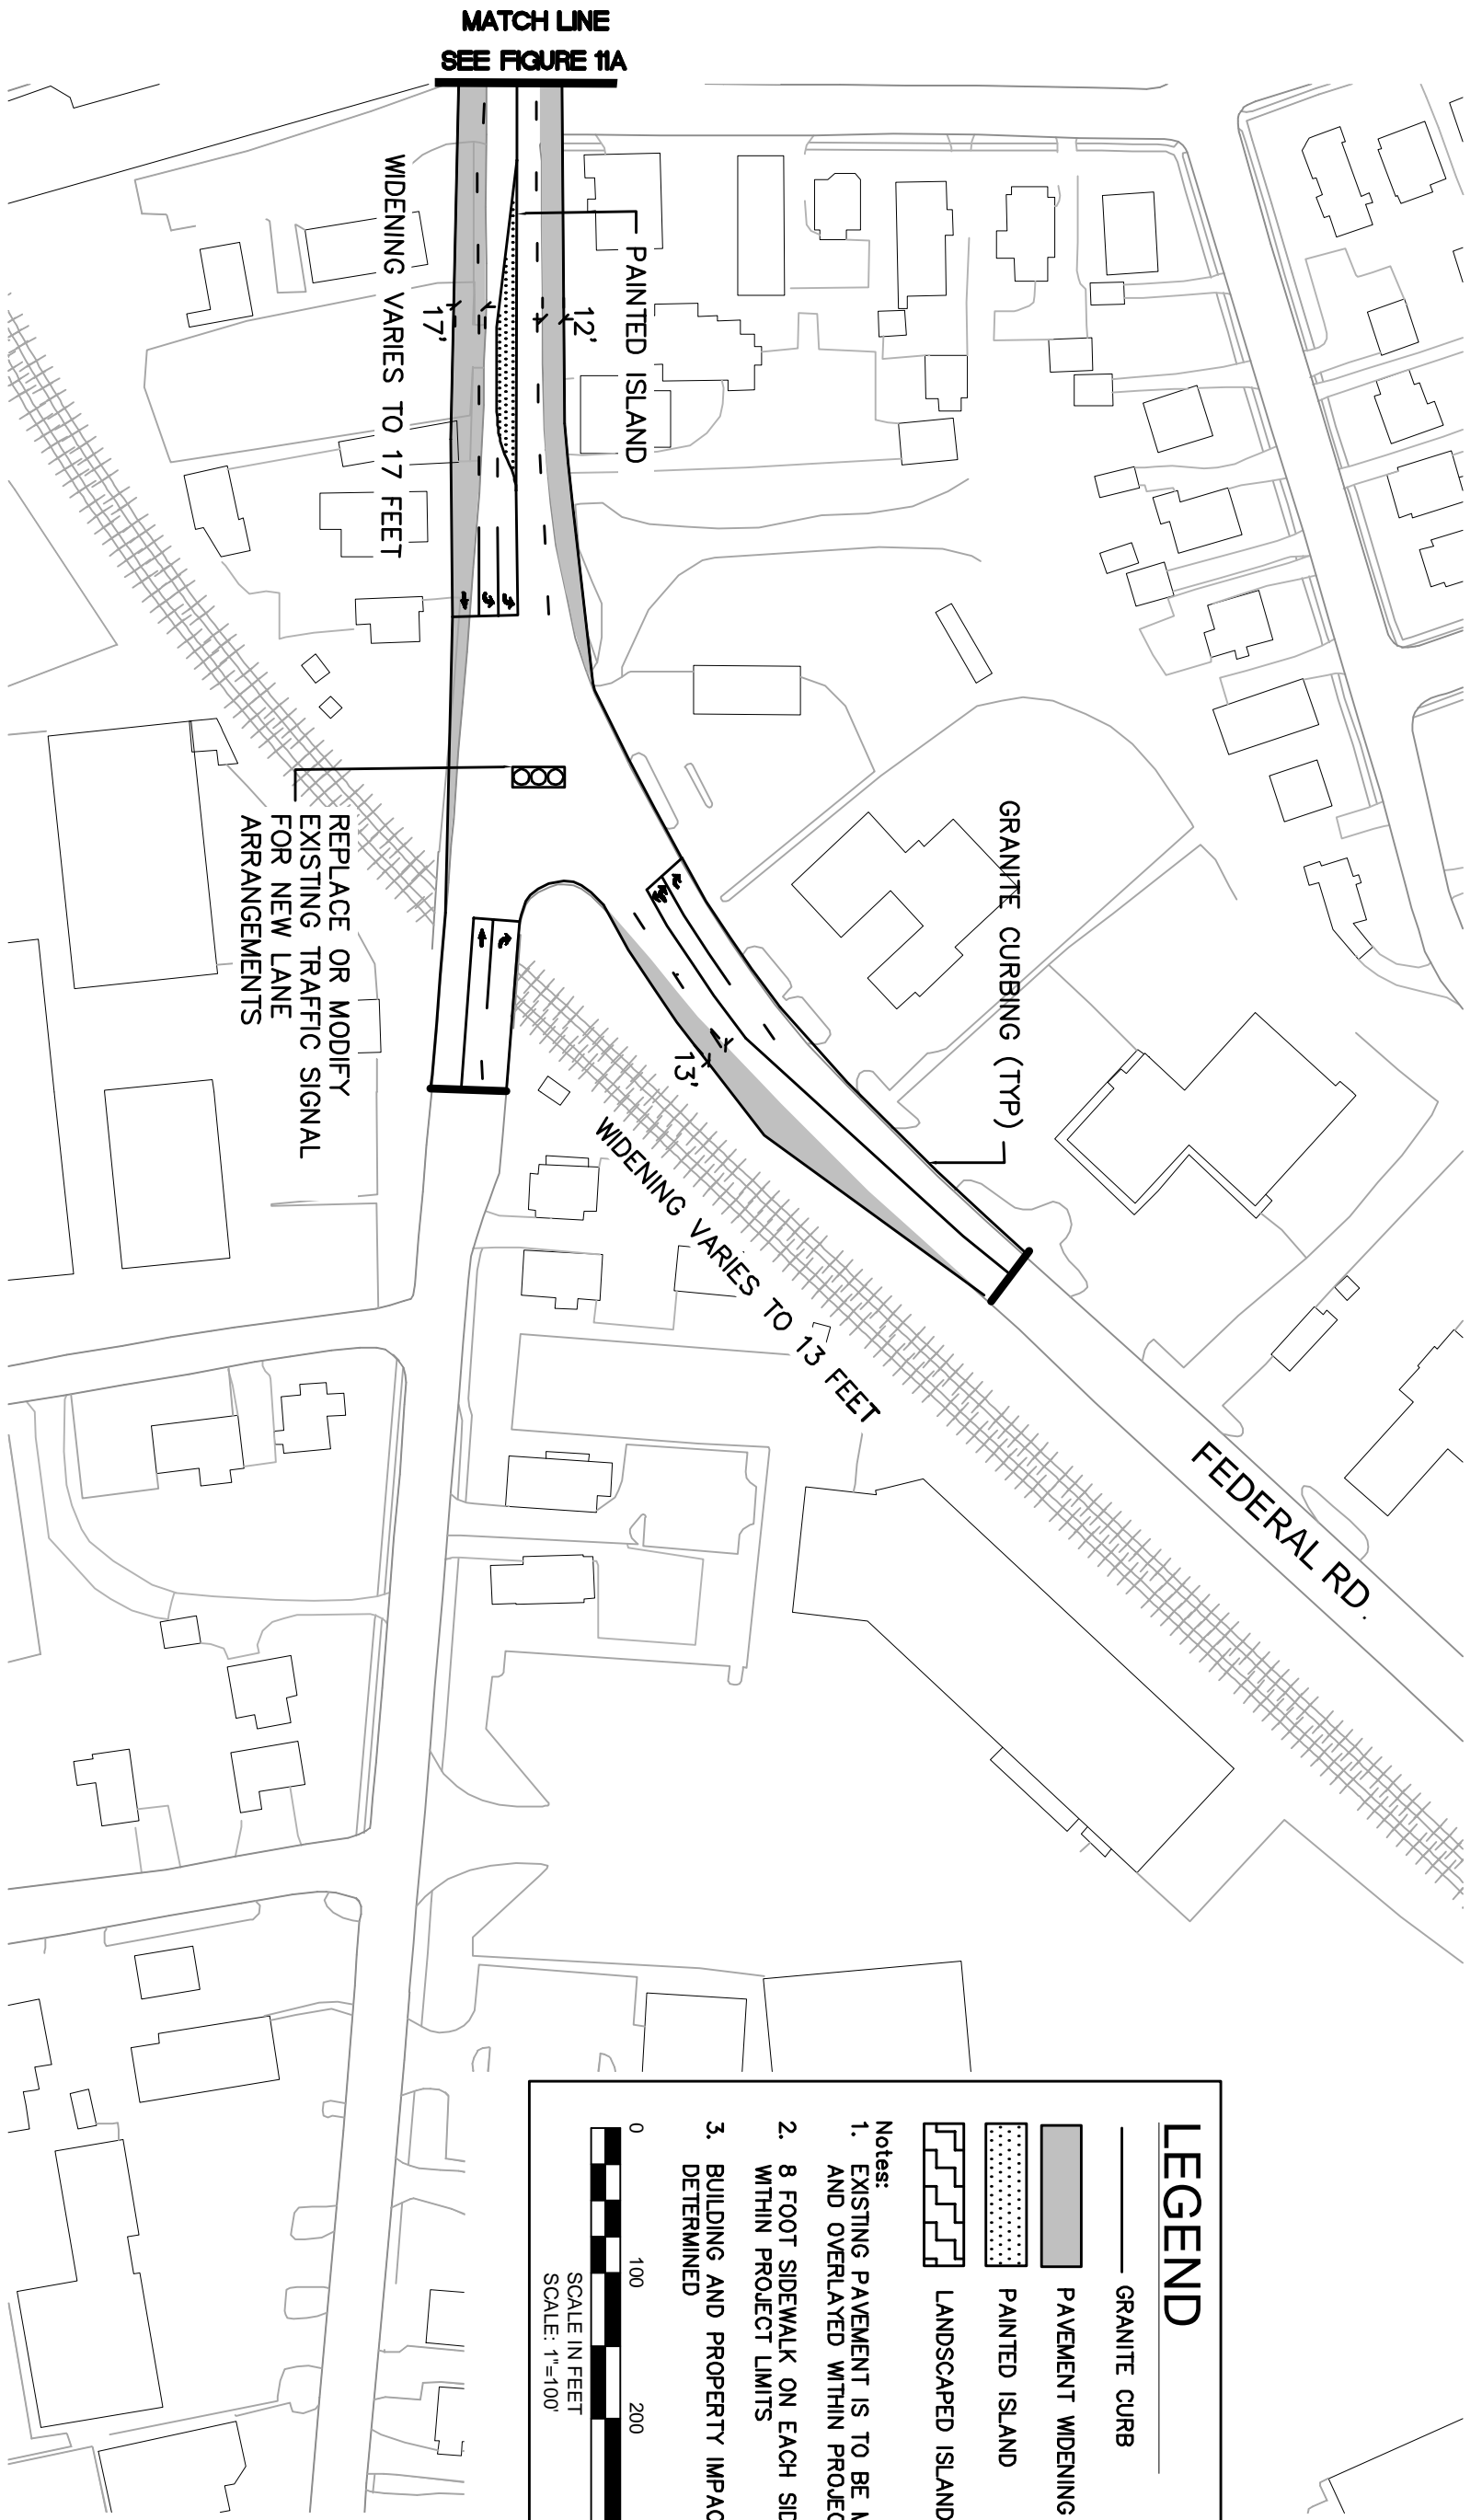 MATCH LINE
SEE FIGURE 11A
WIDENING VARIES TO 17 FEET
17'
12'
PAINTED ISLAND
REPLACE OR MODIFY
EXISTING TRAFFIC SIGNAL
FOR NEW LANE
ARRANGEMENTS
GRANITE CURBING (TYP)
13'
WIDENING VARIES TO 13 FEET
FEDERAL RD.
LEGEND
GRANITE CURB
PAVEMENT WIDENING
PAINTED ISLAND
LANDSCAPED ISLAND
Notes:
1. EXISTING PAVEMENT IS TO BE
AND OVERLAYED WITHIN
2. 8 FOOT SIDEWALK ON EACH
WITHIN PROJECT LIMITS
3. BUILDING AND PROPERTY
DETERMINED
0 100 200
SCALE IN FEET
SCALE: 1"=100'